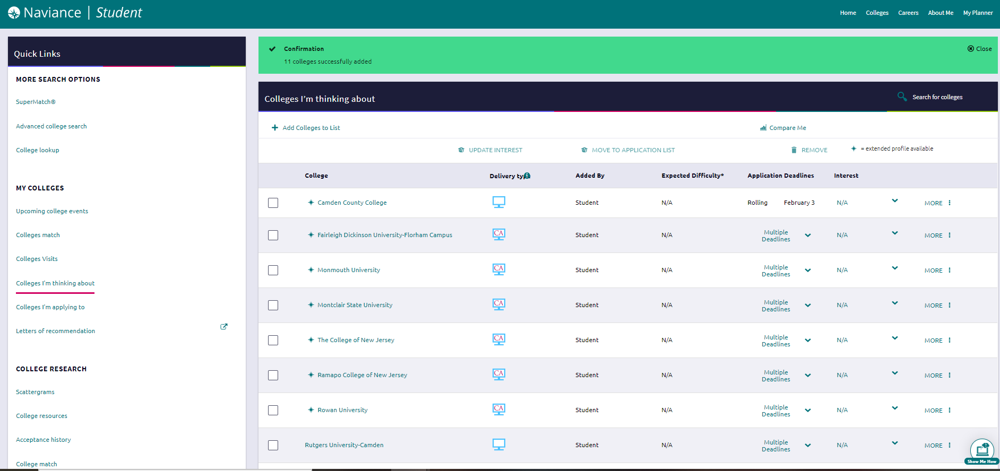 Naviance | Student
Home Colleges Careers About Me My Planner
Quick Links
MORE SEARCH OPTIONS
SuperMatch®
Advanced college search
College lookup
MY COLLEGES
Upcoming college events
Colleges match
Colleges Visits
Colleges I'm thinking about
Colleges I'm applying to
Letters of recommendation
COLLEGE RESEARCH
Scattergrams
College resources
Acceptance history
College match
Confirmation
Close
11 colleges successfully added
Colleges I’m thinking about
Search for colleges
Add Colleges to List
Compare Me
UPDATE INTEREST MOVE TO APPLICATION LIST REMOVE = extended profile available
College Delivery type Added By Expected Difficulty* Application Deadlines Interest
Camden County College Student N/A Rolling February 3 N/A MORE
Fairleigh Dickinson University-Florham Campus CA Student N/A Multiple Deadlines N/A MORE
Monmouth University CA Student N/A Multiple Deadlines N/A MORE
Montclair State University CA Student N/A Multiple Deadlines N/A MORE
The College of New Jersey CA Student N/A Multiple Deadlines N/A MORE
Ramapo College of New Jersey CA Student N/A Multiple Deadlines N/A MORE
Rowan University CA Student N/A Multiple Deadlines N/A MORE
Rutgers University-Camden Student N/A Multiple Deadlines N/A MORE
Show Me How